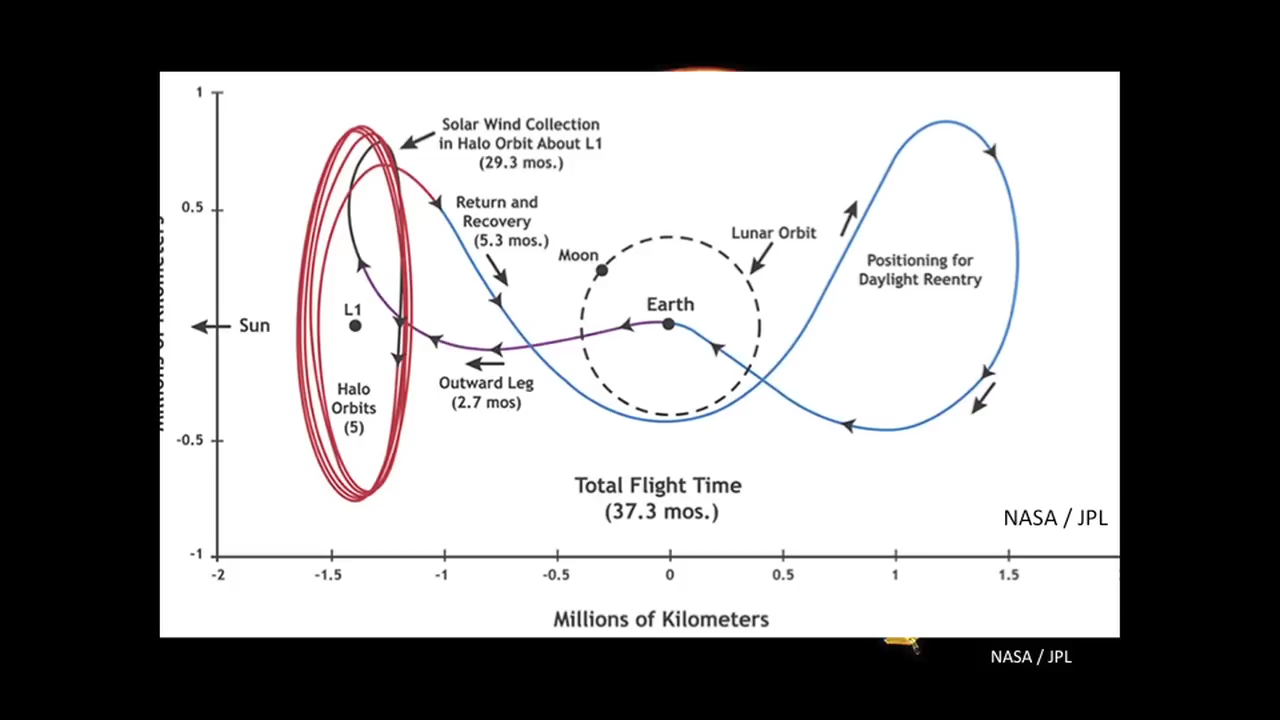 1
Solar Wind Collection
in Halo Orbit About L1
(29.3 mos.)
Return and
Recovery
(5.3 mos.)
0.5
Moon
Lunar Orbit
Positioning for
Daylight Reentry
Earth
L1
Sun
Outward Leg
(2.7 mos)
Halo
Orbits
(5)
-0.5
Total Flight Time
(37.3 mos.)
NASA / JPL
-1
-2 -1.5 -1 -0.5 0 0.5 1 1.5
Millions of Kilometers
NASA / JPL